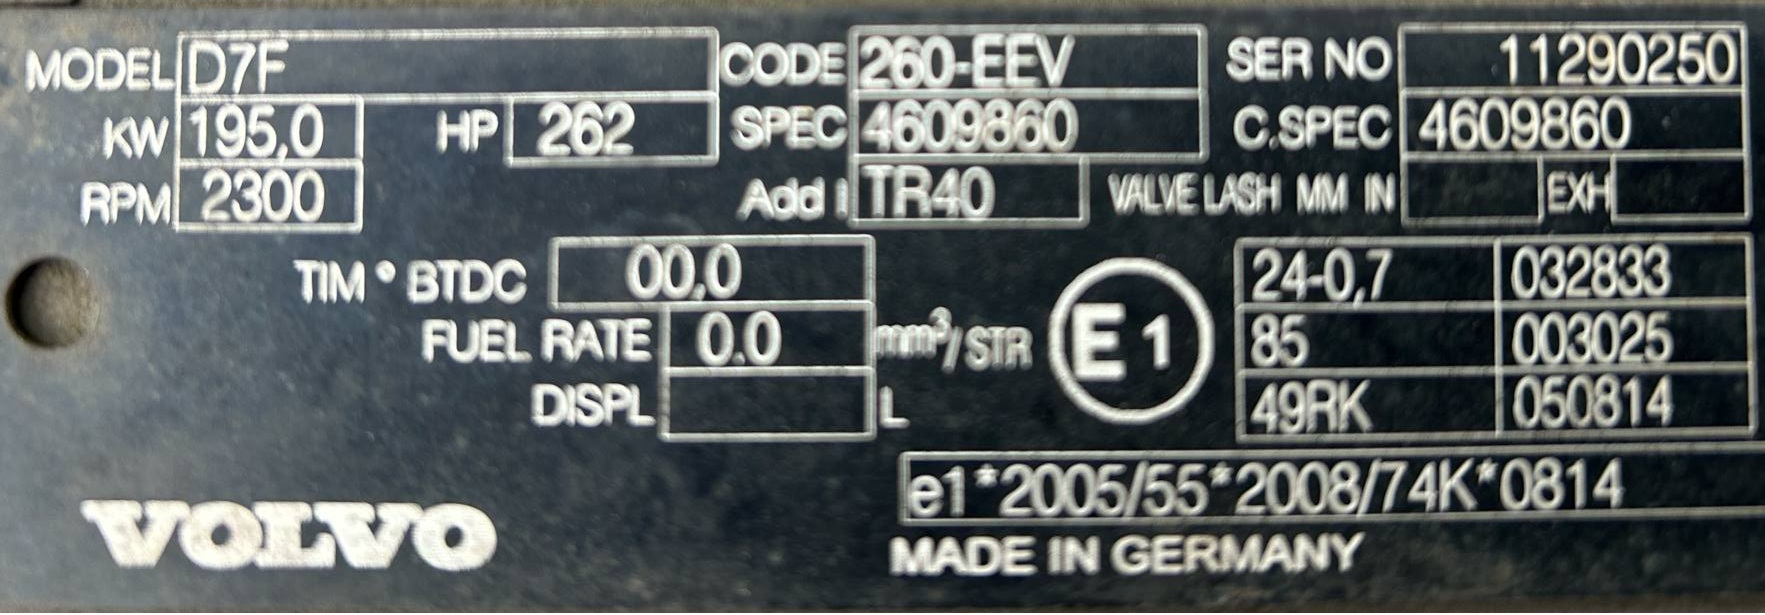 MODEL D7F CODE 260-EEV SER NO 11290250
KW 195,0 HP 262 SPEC 4609860 C.SPEC 4609860
RPM 2300 Add I TR40 VALVE LASH MM IN EXH
TIM ° BTDC 00,0
FUEL RATE 0.0 mm³/STR
DISPL L
E1
24-0,7 032833
85 003025
49RK 050814
e1*2005/55*2008/74K*0814
VOLVO
MADE IN GERMANY